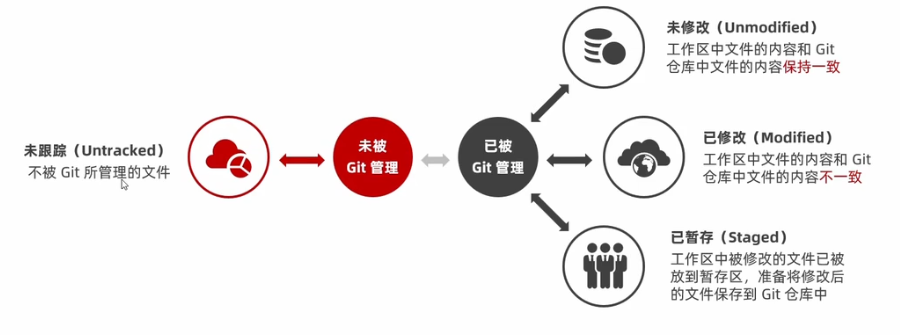 未修改（Unmodified）
工作区中文件的内容和 Git
仓库中文件的内容保持一致
未跟踪（Untracked）
不被 Git 所管理的文件
未被
Git 管理
已被
Git 管理
已修改（Modified）
工作区中文件的内容和 Git
仓库中文件的内容不一致
已暂存（Staged）
工作区中被修改的文件已被
放到暂存区，准备将修改后
的文件保存到 Git 仓库中